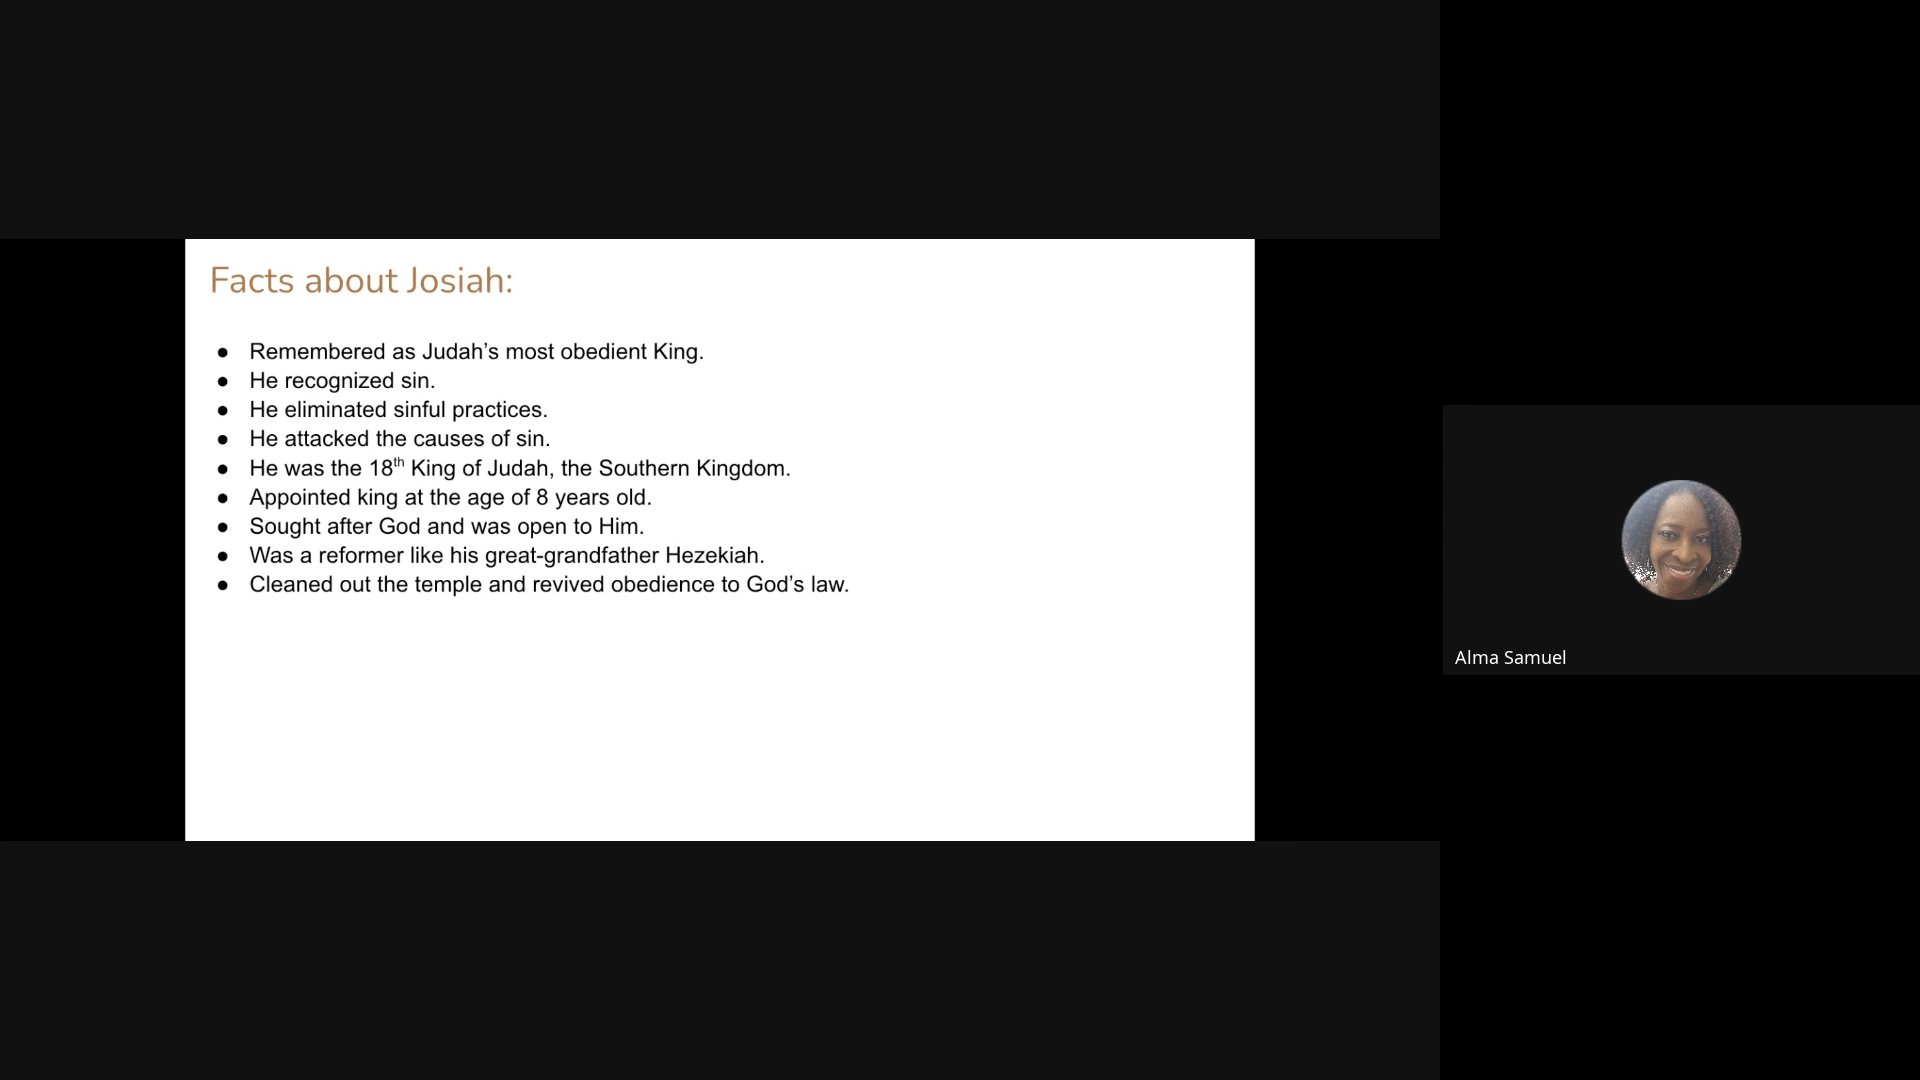 Facts about Josiah:
● Remembered as Judah’s most obedient King.
● He recognized sin.
● He eliminated sinful practices.
● He attacked the causes of sin.
● He was the 18th King of Judah, the Southern Kingdom.
● Appointed king at the age of 8 years old.
● Sought after God and was open to Him.
● Was a reformer like his great-grandfather Hezekiah.
● Cleaned out the temple and revived obedience to God’s law.
Alma Samuel